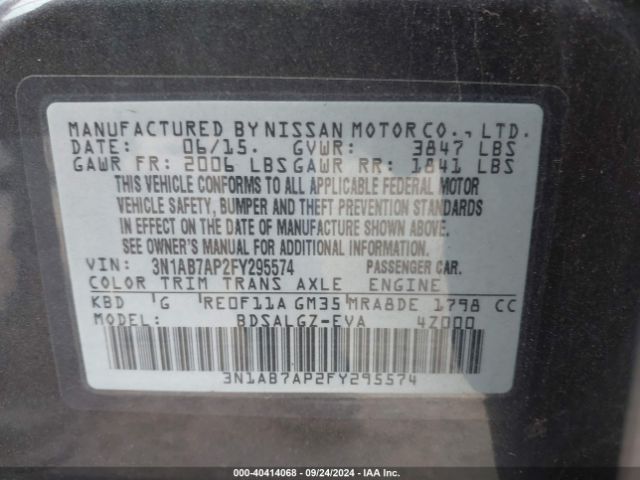 MANUFACTURED BY NISSAN MOTOR CO., LTD.
DATE: 06/15. GVWR: 3847 LBS
GAWR FR: 2006 LBS GAWR RR: 1841 LBS
THIS VEHICLE CONFORMS TO ALL APPLICABLE FEDERAL MOTOR
VEHICLE SAFETY, BUMPER AND THEFT PREVENTION STANDARDS
IN EFFECT ON THE DATE OF MANUFACTURE SHOWN ABOVE.
SEE OWNER'S MANUAL FOR ADDITIONAL INFORMATION.
VIN: 3N1AB7AP2FY295574 PASSENGER CAR.
COLOR TRIM TRANS AXLE ENGINE
KBD G RE0F11A GM35 MRA8DE 1798 CC
MODEL: BDSALGZ-EVA 4Z000
3N1AB7AP2FY295574
000-40414068 - 09/24/2024 - IAA Inc.